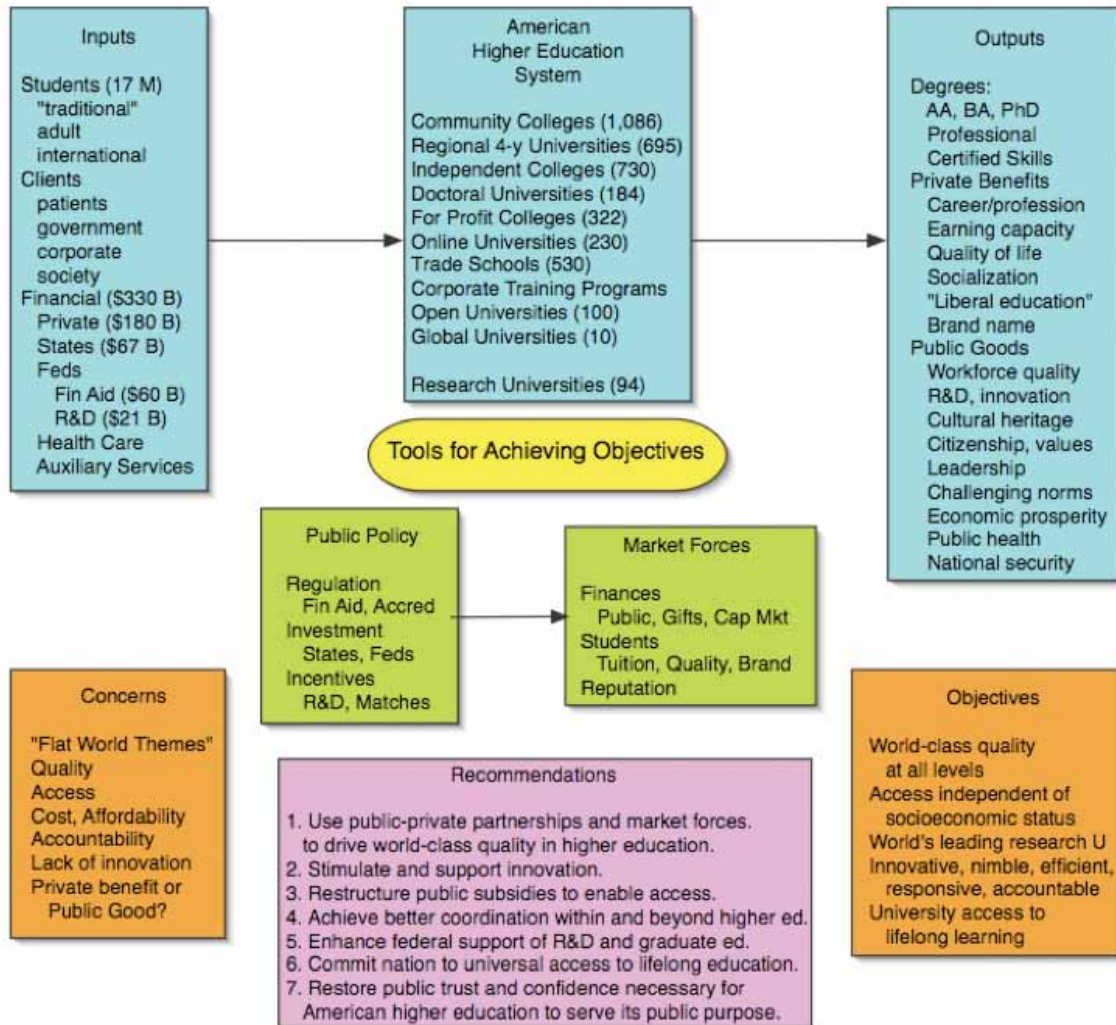 Inputs
Students (17 M)
"traditional"
adult
international
Clients
patients
government
corporate
society
Financial ($330 B)
Private ($180 B)
States ($67 B)
Feds
Fin Aid ($60 B)
R&D ($21 B)
Health Care
Auxiliary Services
American
Higher Education
System
Community Colleges (1,086)
Regional 4-y Universities (695)
Independent Colleges (730)
Doctoral Universities (184)
For Profit Colleges (322)
Online Universities (230)
Trade Schools (530)
Corporate Training Programs
Open Universities (100)
Global Universities (10)
Research Universities (94)
Outputs
Degrees:
AA, BA, PhD
Professional
Certified Skills
Private Benefits
Career/profession
Earning capacity
Quality of life
Socialization
"Liberal education"
Brand name
Public Goods
Workforce quality
R&D, innovation
Cultural heritage
Citizenship, values
Leadership
Challenging norms
Economic prosperity
Public health
National security
Tools for Achieving Objectives
Public Policy
Regulation
Fin Aid, Accred
Investment
States, Feds
Incentives
R&D, Matches
Market Forces
Finances
Public, Gifts, Cap Mkt
Students
Tuition, Quality, Brand
Reputation
Concerns
"Flat World Themes"
Quality
Access
Cost, Affordability
Accountability
Lack of innovation
Private benefit or
Public Good?
Recommendations
1. Use public-private partnerships and market forces.
to drive world-class quality in higher education.
2. Stimulate and support innovation.
3. Restructure public subsidies to enable access.
4. Achieve better coordination within and beyond higher ed.
5. Enhance federal support of R&D and graduate ed.
6. Commit nation to universal access to lifelong education.
7. Restore public trust and confidence necessary for
American higher education to serve its public purpose.
Objectives
World-class quality
at all levels
Access independent of
socioeconomic status
World's leading research U
Innovative, nimble, efficient,
responsive, accountable
University access to
lifelong learning